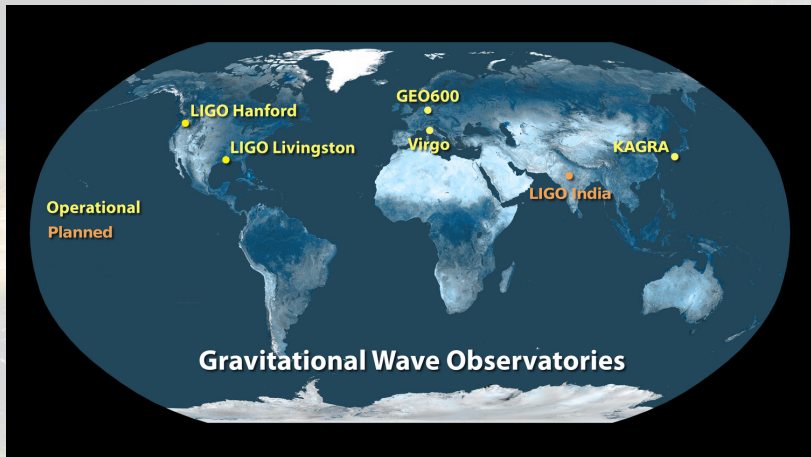 GEO600
LIGO Hanford
LIGO Livingston
Virgo
KAGRA
LIGO India
Operational
Planned
Gravitational Wave Observatories